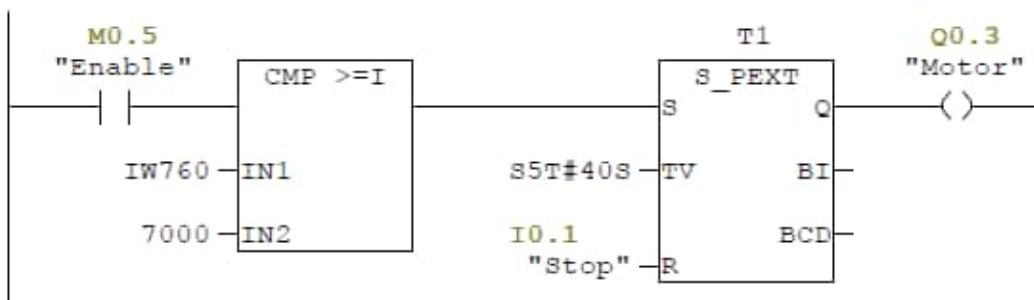 M0.5 T1 Q0.3
"Enable" CMP >=I S_PEXT "Motor"
S Q
IW760 IN1 S5T#40S TV BI
7000 IN2 I0.1 BCD
"Stop" R